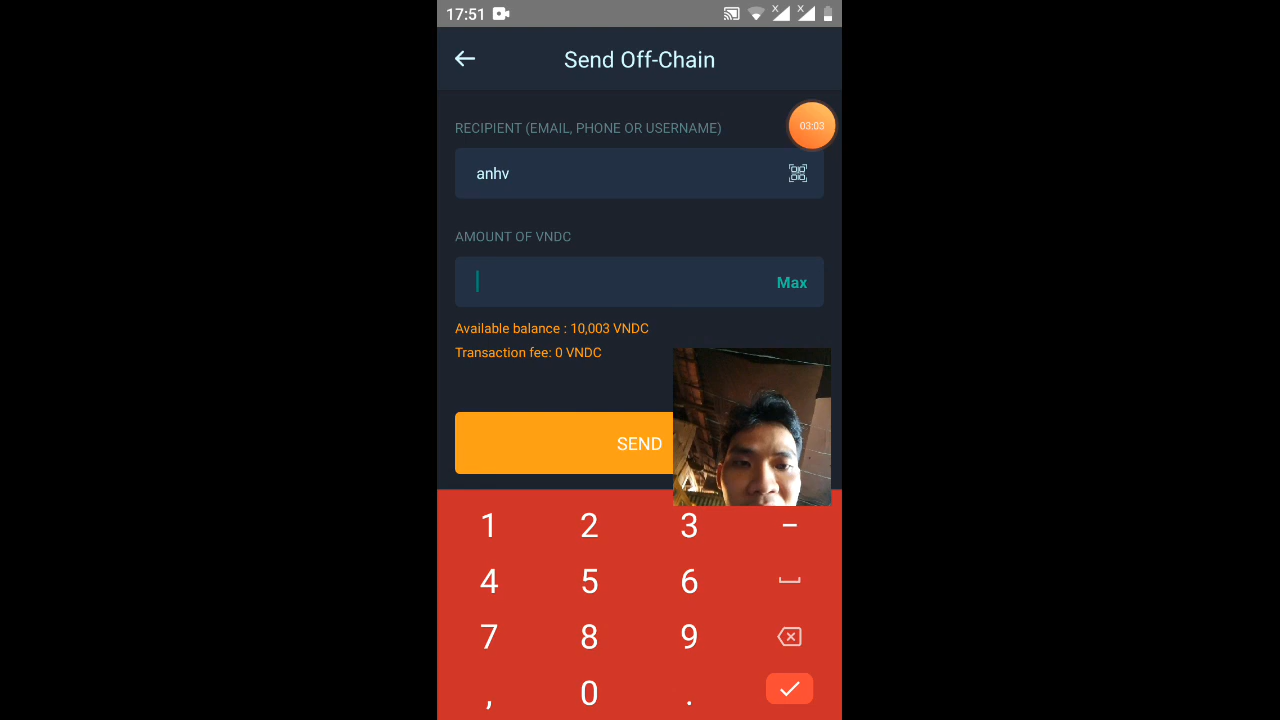 17:51
Send Off-Chain
RECIPIENT (EMAIL, PHONE OR USERNAME)
03:03
anhv
AMOUNT OF VNDC
Max
Available balance : 10,003 VNDC
Transaction fee: 0 VNDC
SEND
1 2 3 –
4 5 6
7 8 9
, 0 .